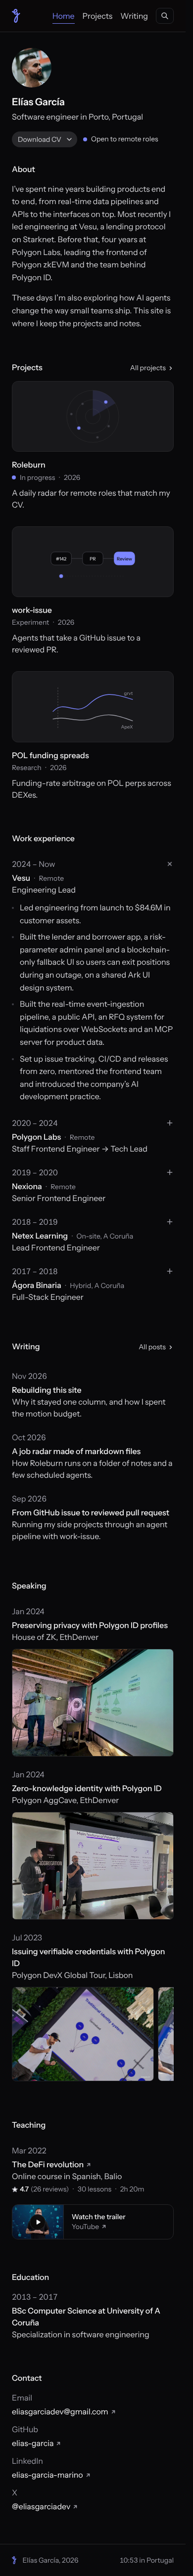 Home Projects Writing
Elías García
Software engineer in Porto, Portugal
Download CV
Open to remote roles
About
I've spent nine years building products end
to end, from real-time data pipelines and
APIs to the interfaces on top. Most recently I
led engineering at Vesu, a lending protocol
on Starknet. Before that, four years at
Polygon Labs, leading the frontend of
Polygon zkEVM and the team behind
Polygon ID.
These days I'm also exploring how AI agents
change the way small teams ship. This site is
where I keep the projects and notes.
Projects
All projects
Roleburn
In progress · 2026
A daily radar for remote roles that match my
CV.
#142 PR Review
work-issue
Experiment · 2026
Agents that take a GitHub issue to a
reviewed PR.
ApeX
POL funding spreads
Research · 2026
Funding-rate arbitrage on POL perps across
DEXes.
Work experience
2024 – Now
Vesu · Remote
Engineering Lead
Led engineering from launch to $84.6M in
customer assets.
Built the lender and borrower app, a risk-
parameter admin panel and a blockchain-
only fallback UI so users can exit positions
during an outage, on a shared Ark UI
design system.
Built the real-time event-ingestion
pipeline, a public API, an RFQ system for
liquidations over WebSockets and an MCP
server for product data.
Set up issue tracking, CI/CD and releases
from zero, mentored the frontend team
and introduced the company's AI
development practice.
2020 – 2024
Polygon Labs · Remote
Staff Frontend Engineer → Tech Lead
2019 – 2020
Nexiona · Remote
Senior Frontend Engineer
2018 – 2019
Netex Learning · On-site, A Coruña
Lead Frontend Engineer
2017 – 2018
Ágora Binaria · Hybrid, A Coruña
Full-Stack Engineer
Writing
All posts
Nov 2026
Rebuilding this site
Why it stayed one column, and how I spent
the motion budget.
Oct 2026
A job radar made of markdown files
How Roleburn runs on a folder of notes and a
few scheduled agents.
Sep 2026
From GitHub issue to reviewed pull request
Running my side projects through an agent
pipeline with work-issue.
Speaking
Jan 2024
Preserving privacy with Polygon ID profiles
House of ZK, EthDenver
Jan 2024
Zero-knowledge identity with Polygon ID
Polygon AggCave, EthDenver
Jul 2023
Issuing verifiable credentials with Polygon
ID
Polygon DevX Global Tour, Lisbon
Teaching
Mar 2022
The DeFi revolution ↗
Online course in Spanish, Balio
★ 4.7 (26 reviews) · 30 lessons · 2h 20m
Watch the trailer
YouTube ↗
Education
2013 – 2017
BSc Computer Science at University of A
Coruña
Specialization in software engineering
Contact
Email
eliasgarciadev@gmail.com ↗
GitHub
elias-garcia ↗
LinkedIn
elias-garcia-marino ↗
X
@eliasgarciadev ↗
Elías García, 2026
10:53 in Portugal